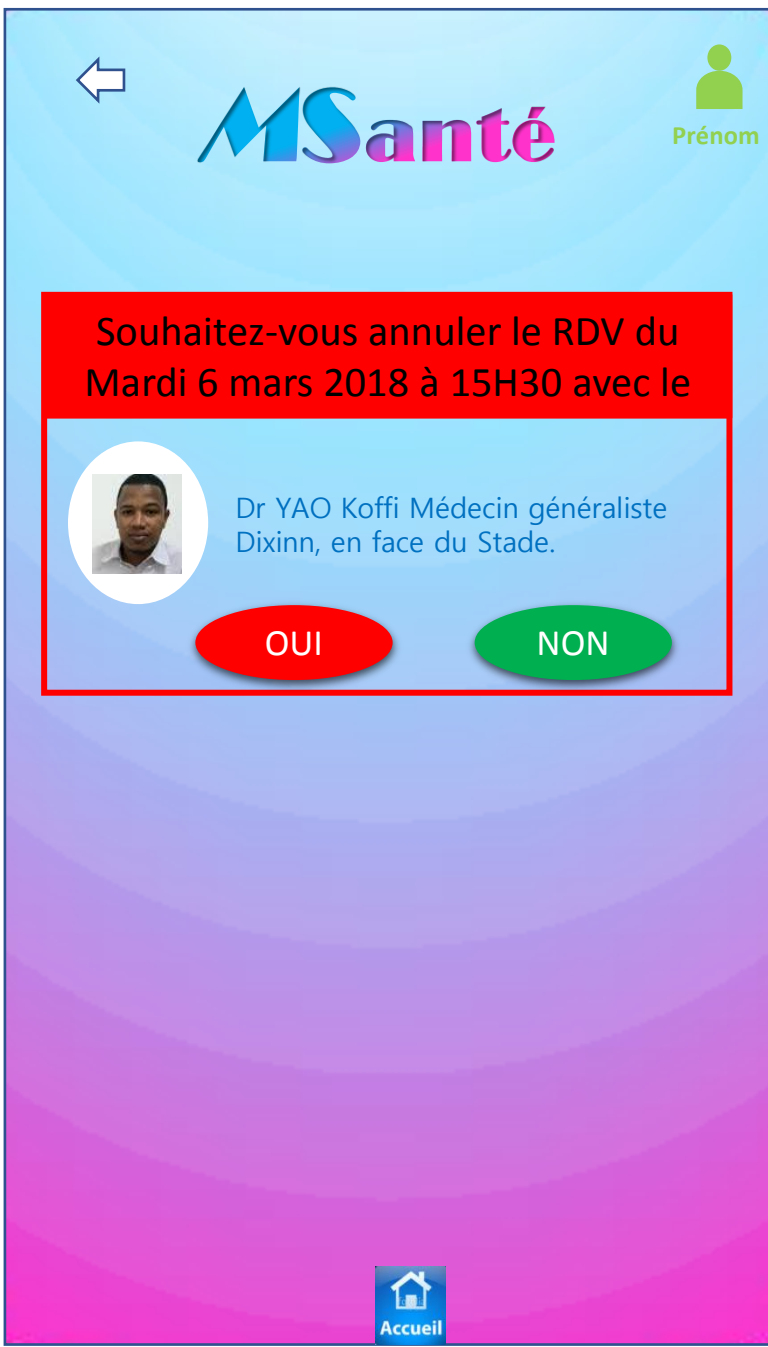 MSanté
Prénom
Souhaitez-vous annuler le RDV du
Mardi 6 mars 2018 à 15H30 avec le
Dr YAO Koffi Médecin généraliste
Dixinn, en face du Stade.
OUI
NON
Accueil